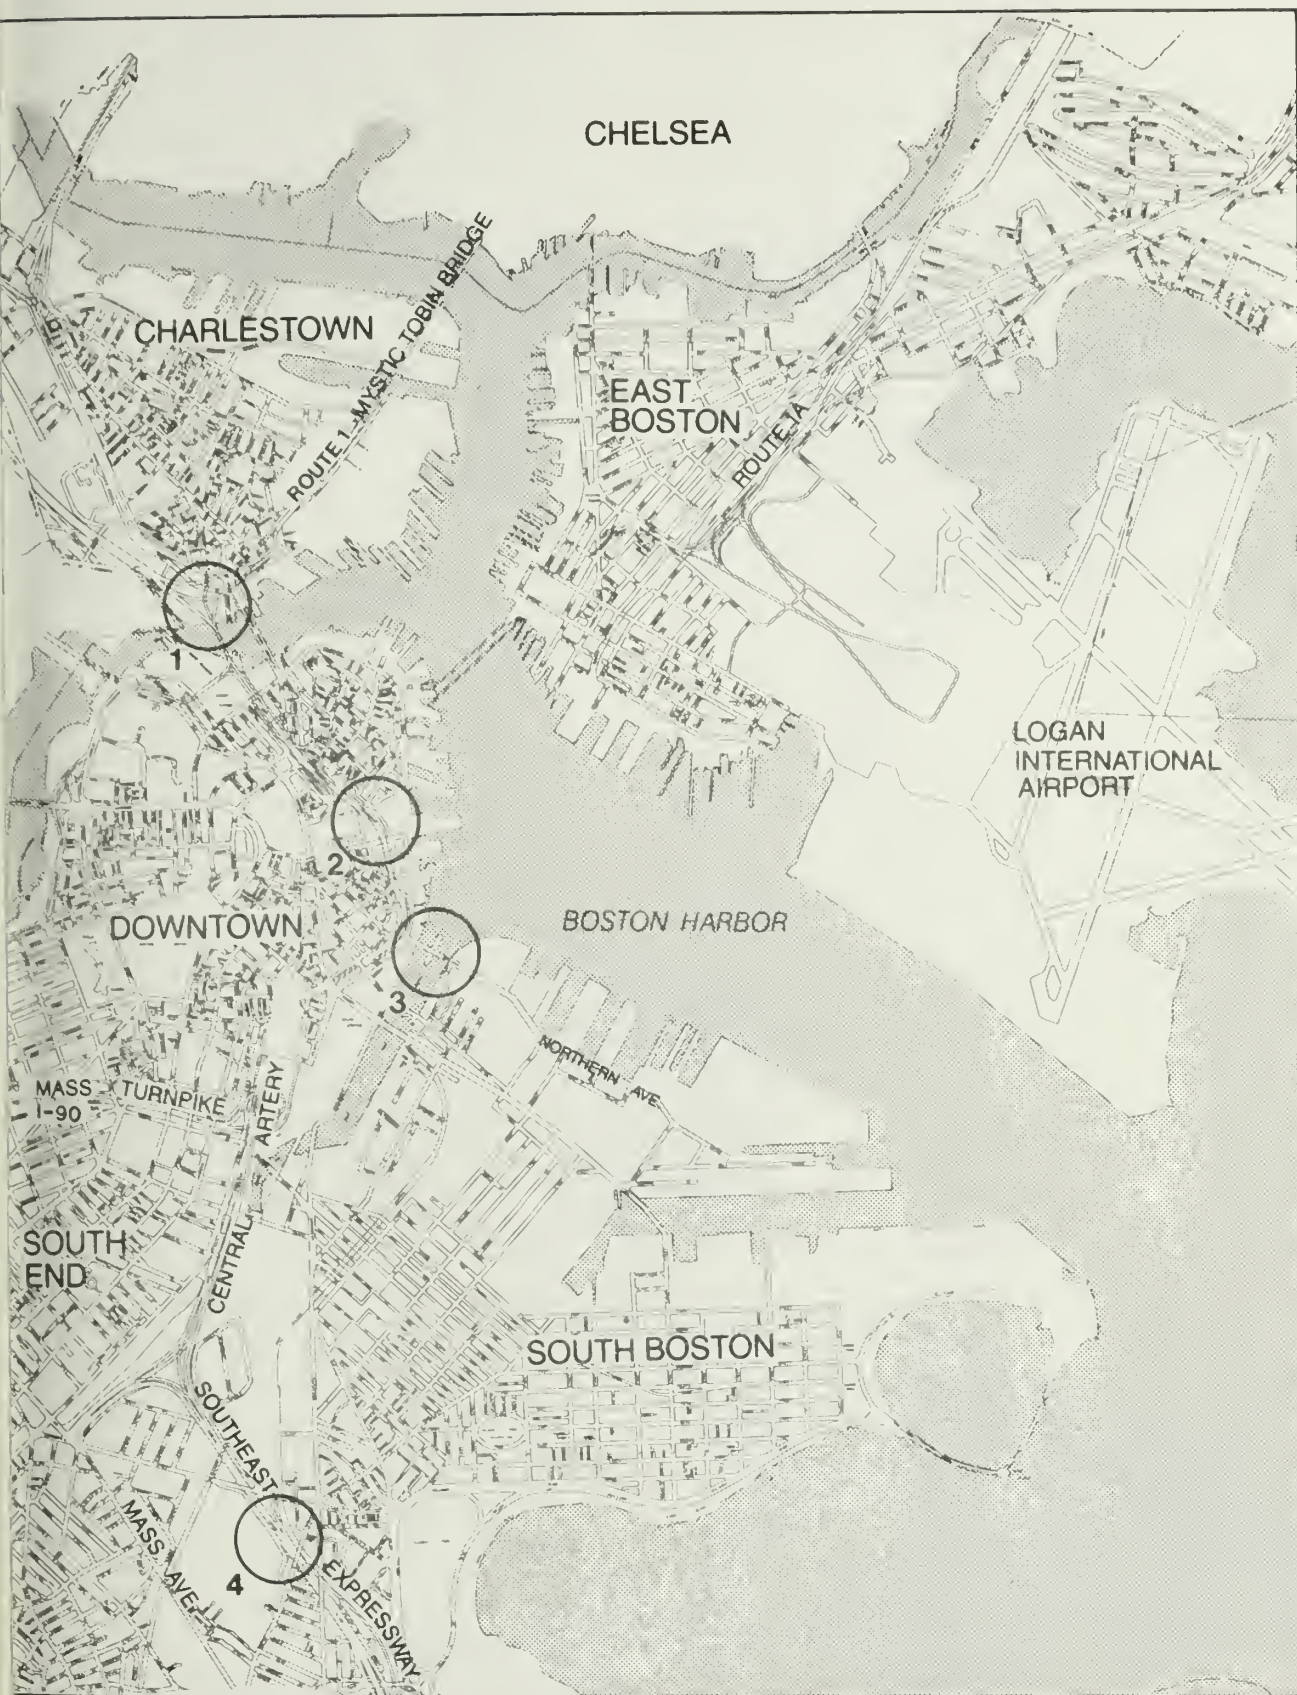 CHELSEA
ROUTE 1 - MYSTIC TOBIN BRIDGE
CHARLESTOWN
EAST
BOSTON
ROUTE 1A
1
LOGAN
INTERNATIONAL
AIRPORT
2
DOWNTOWN
BOSTON HARBOR
3
NORTHERN AVE
MASS TURNPIKE
I-90
CENTRAL ARTERY
SOUTH
END
SOUTH BOSTON
SOUTHEAST EXPRESSWAY
MASS AVE
4